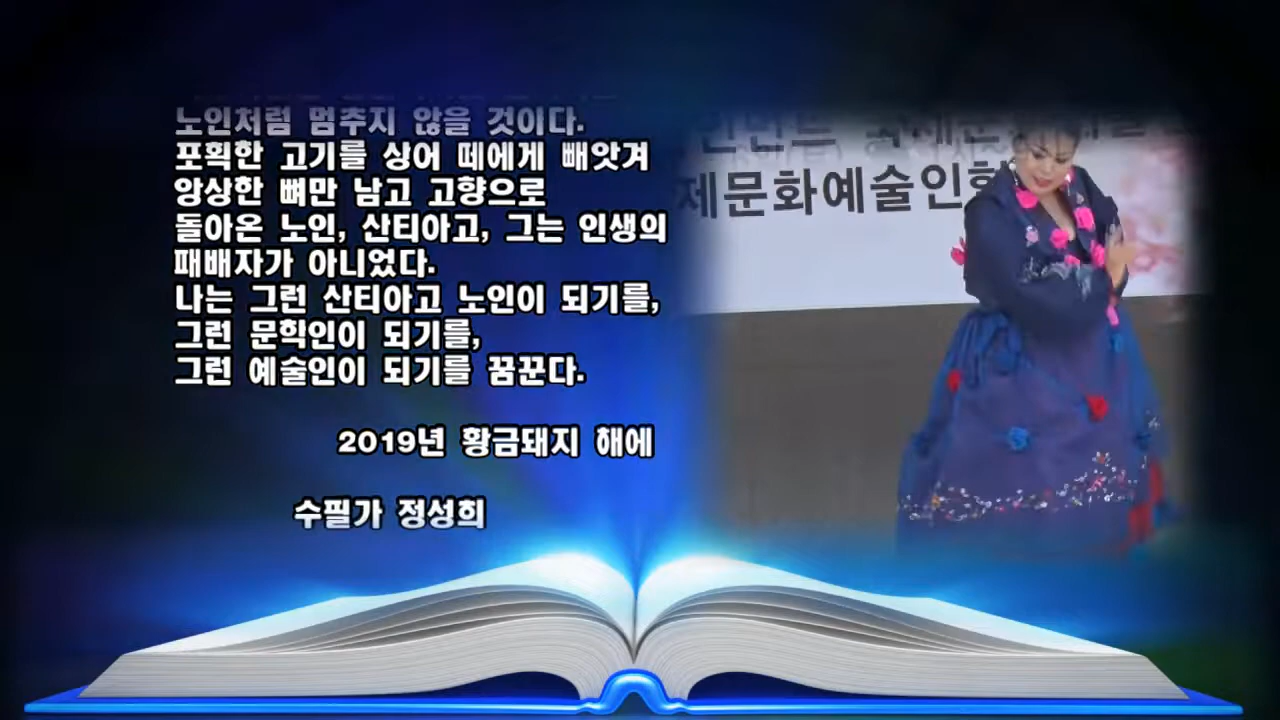 노인처럼 멈추지 않을 것이다.
포획한 고기를 상어 떼에게 빼앗겨
앙상한 뼈만 남고 고향으로
돌아온 노인, 산티아고, 그는 인생의
패배자가 아니었다.
나는 그런 산티아고 노인이 되기를,
그런 문학인이 되기를,
그런 예술인이 되기를 꿈꾼다.
2019년 황금돼지 해에
수필가 정성희
제문화예술인